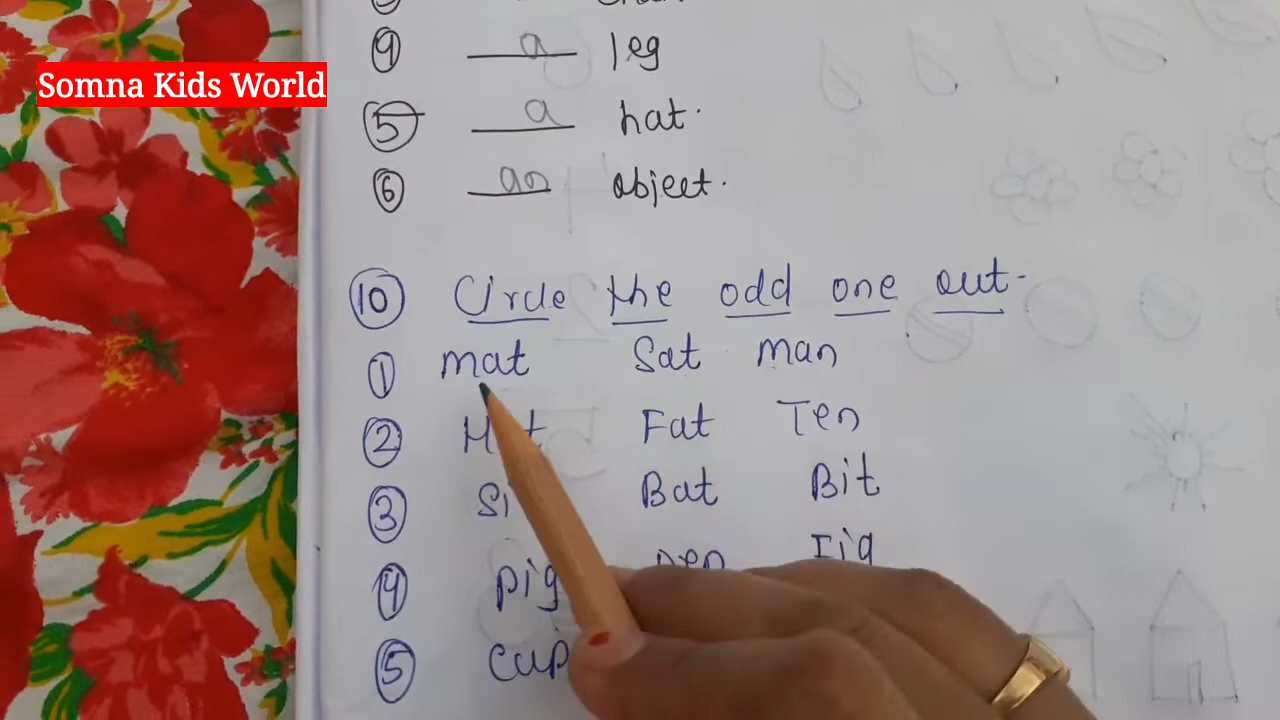 Somna Kids World
④ a leg
⑤ a hat.
⑥ an object.
⑩ Circle the odd one out.
① mat Sat Man
② Fat Ten
③ Bat Bit
④ pig
⑤ cup